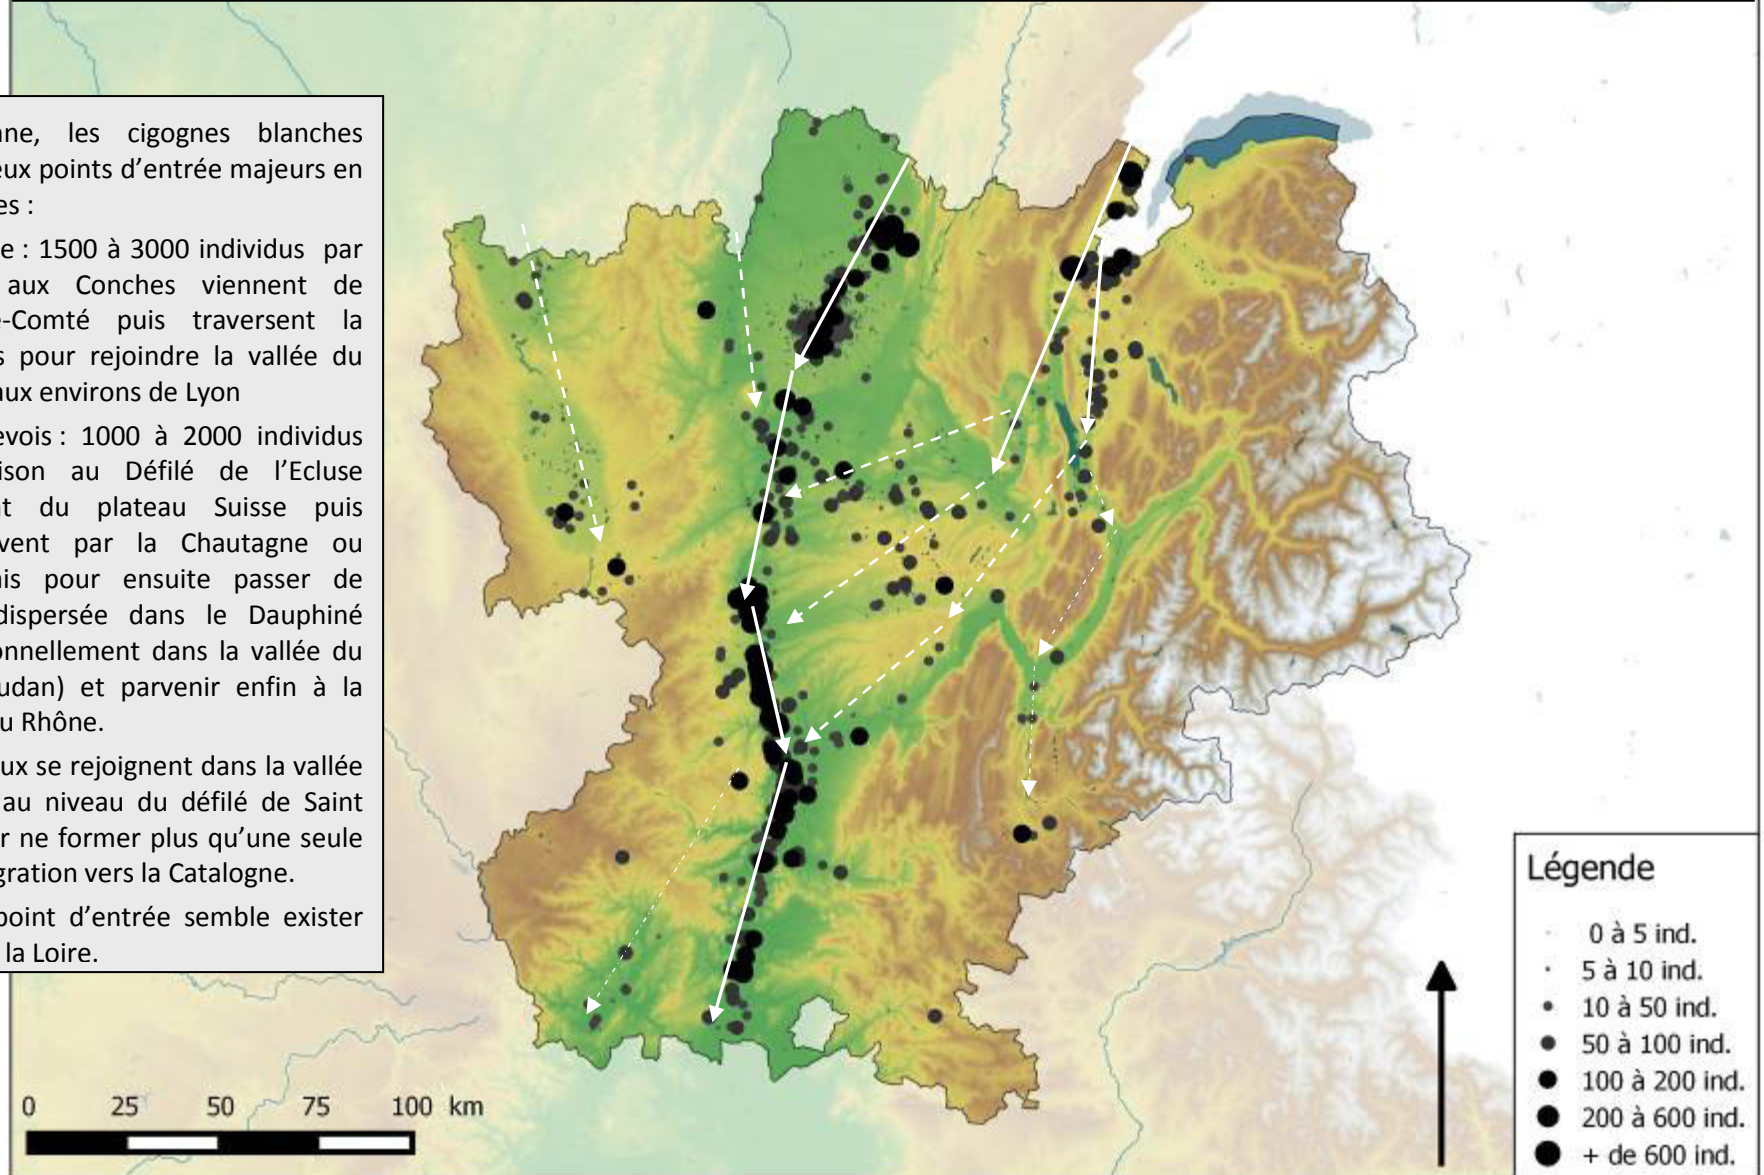 ne, les cigognes blanches
eux points d'entrée majeurs en
es :
e : 1500 à 3000 individus par
aux Conches viennent de
-Comté puis traversent la
s pour rejoindre la vallée du
aux environs de Lyon
evois : 1000 à 2000 individus
ison au Défilé de l'Ecluse
t du plateau Suisse puis
vent par la Chautagne ou
is pour ensuite passer de
dispersée dans le Dauphiné
onnellement dans la vallée du
udan) et parvenir enfin à la
u Rhône.
ux se rejoignent dans la vallée
au niveau du défilé de Saint
r ne former plus qu'une seule
gration vers la Catalogne.
point d'entrée semble exister
la Loire.
Légende
0 à 5 ind.
5 à 10 ind.
10 à 50 ind.
50 à 100 ind.
100 à 200 ind.
200 à 600 ind.
+ de 600 ind.
0 25 50 75 100 km